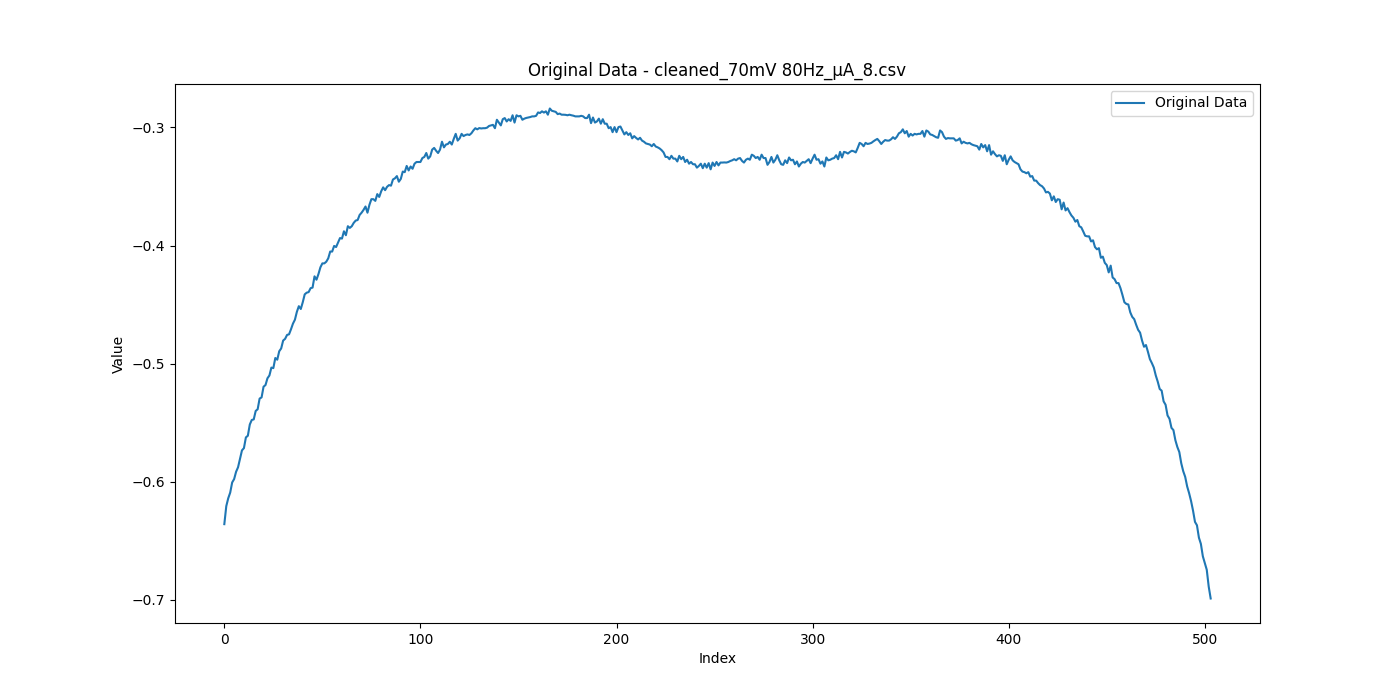 Original Data - cleaned_70mV 80Hz_μA_8.csv
Original Data
Value
−0.3
−0.4
−0.5
−0.6
−0.7
0
100
200
300
400
500
Index